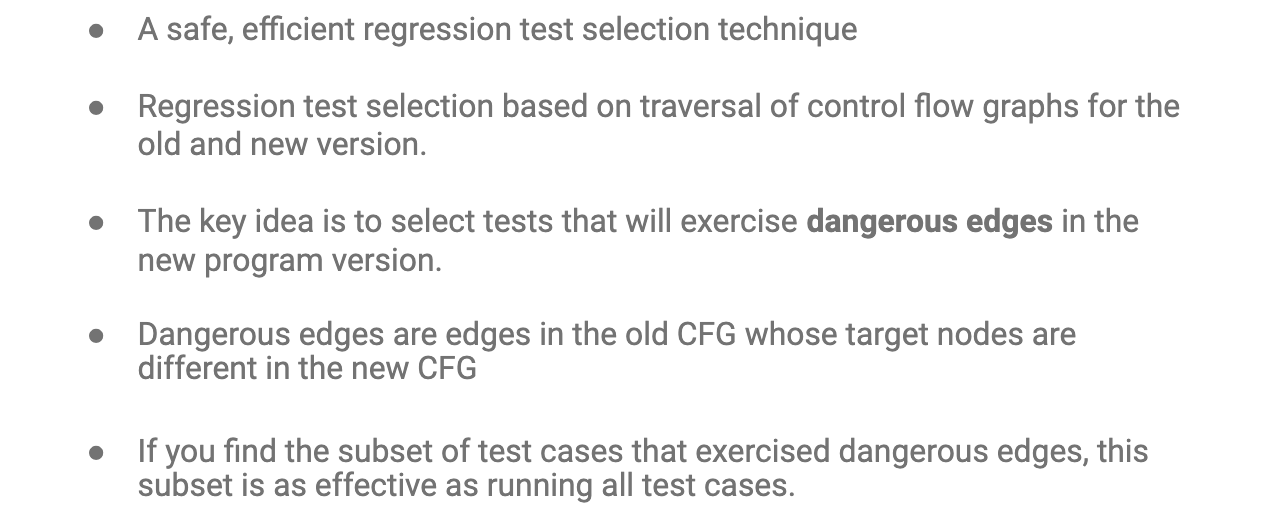 ● A safe, efficient regression test selection technique
● Regression test selection based on traversal of control flow graphs for the
old and new version.
● The key idea is to select tests that will exercise dangerous edges in the
new program version.
● Dangerous edges are edges in the old CFG whose target nodes are
different in the new CFG
● If you find the subset of test cases that exercised dangerous edges, this
subset is as effective as running all test cases.